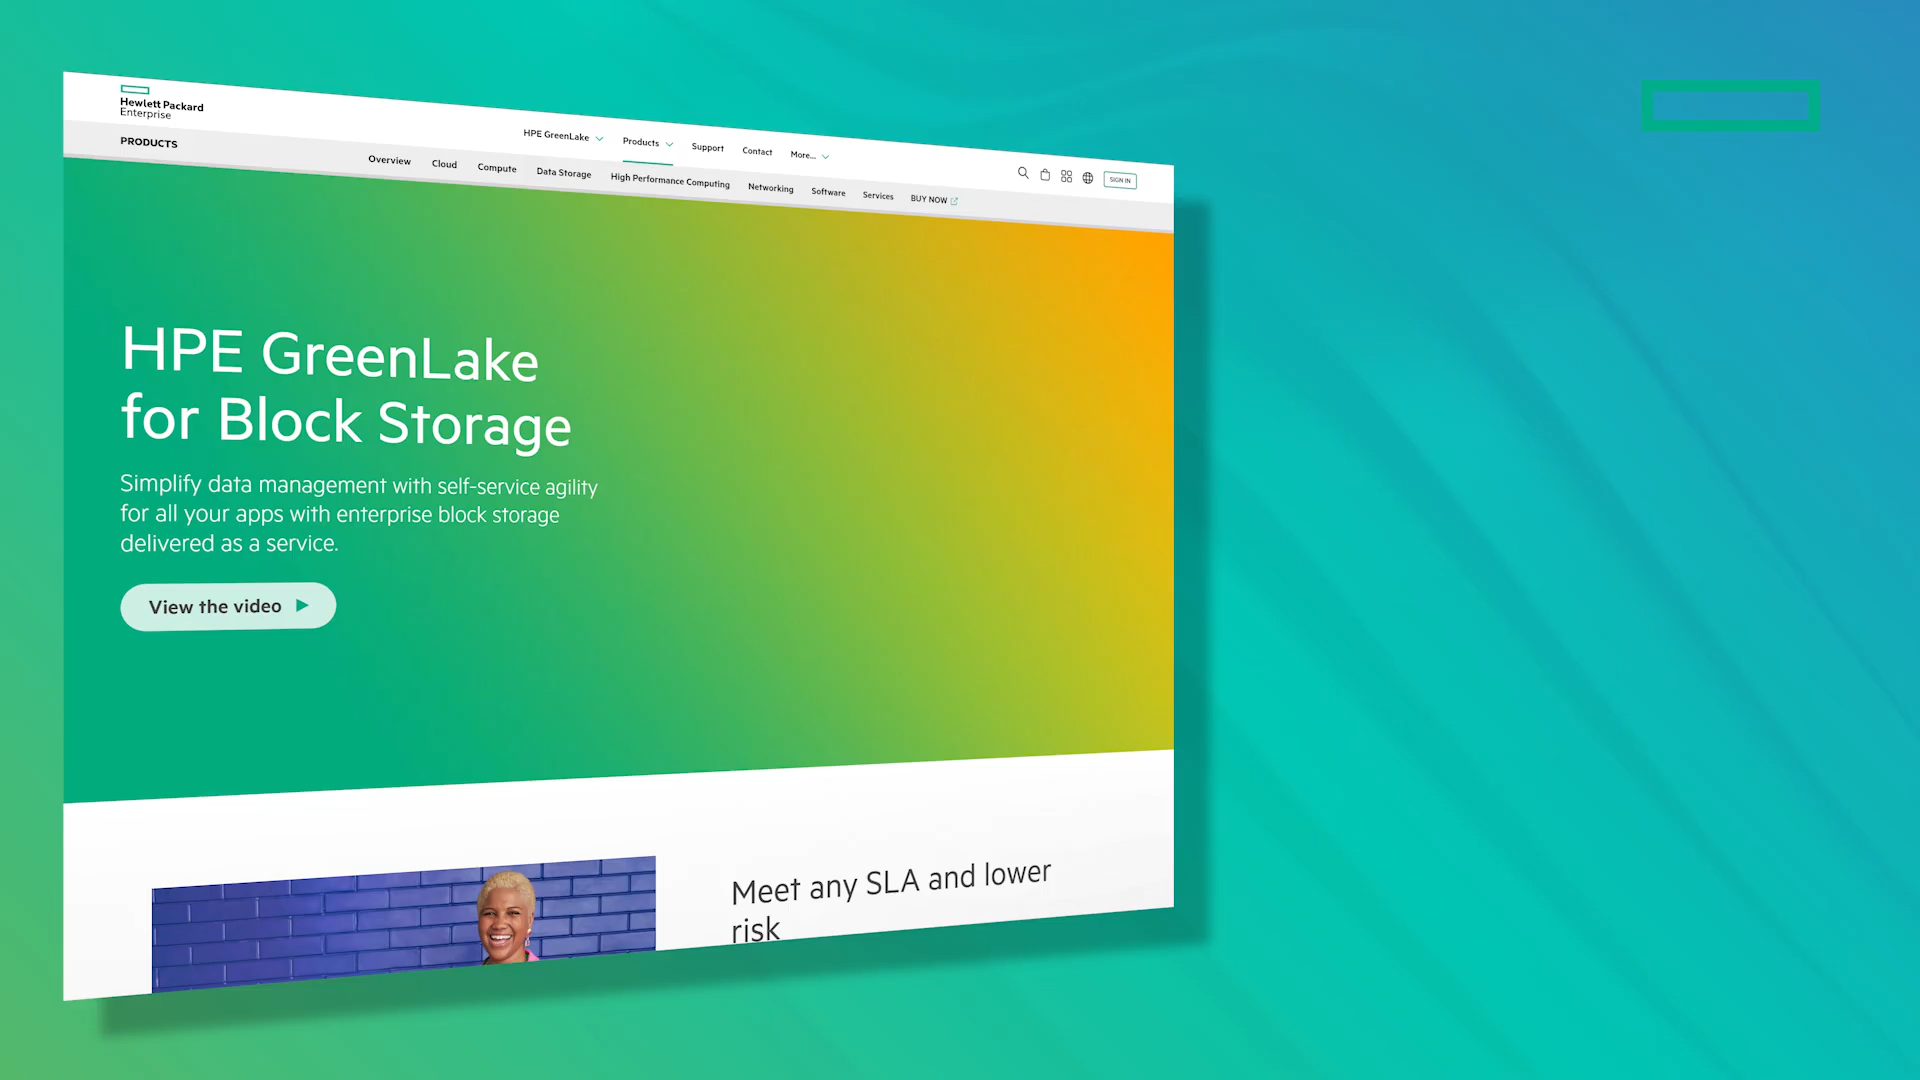 Hewlett Packard
Enterprise
HPE GreenLake
Products
Support
Contact
More...
SIGN IN
PRODUCTS
Overview
Cloud
Compute
Data Storage
High Performance Computing
Networking
Software
Services
BUY NOW
HPE GreenLake
for Block Storage
Simplify data management with self-service agility
for all your apps with enterprise block storage
delivered as a service.
View the video
Meet any SLA and lower
risk